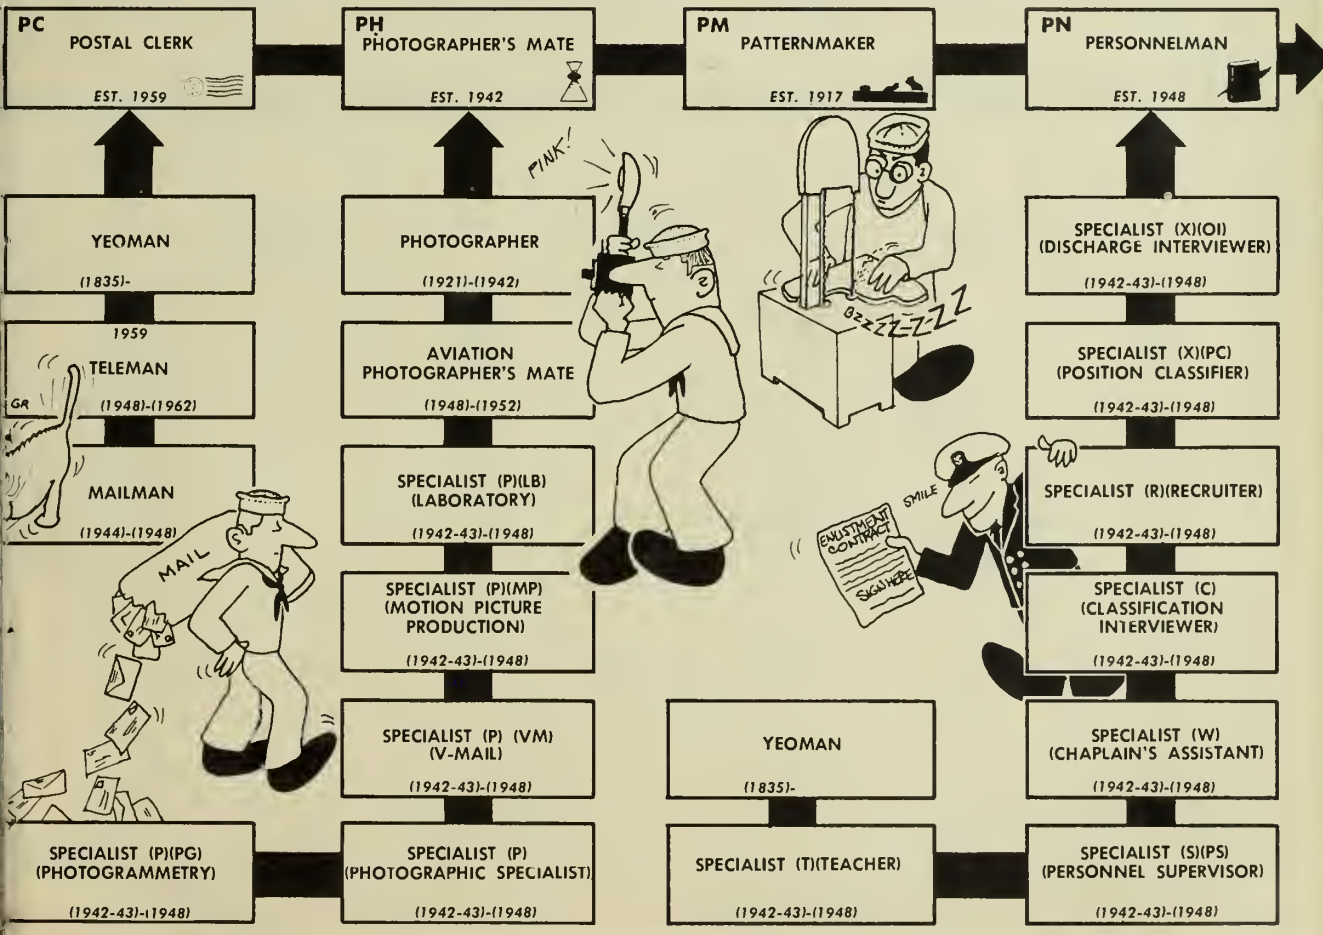 PC
POSTAL CLERK
EST. 1959
PH
PHOTOGRAPHER'S MATE
EST. 1942
PM
PATTERNMAKER
EST. 1917
PN
PERSONNELMAN
EST. 1948
YEOMAN
(1835)-
1959
TELEMAN
(1948)-(1962)
GR
MAILMAN
(1944)-(1948)
MAIL
PHOTOGRAPHER
(1921)-(1942)
AVIATION
PHOTOGRAPHER'S MATE
(1948)-(1952)
SPECIALIST (P)(LB)
(LABORATORY)
(1942-43)-(1948)
SPECIALIST (P)(MP)
(MOTION PICTURE
PRODUCTION)
(1942-43)-(1948)
SPECIALIST (P) (VM)
(V-MAIL)
(1942-43)-(1948)
SPECIALIST (P)
(PHOTOGRAPHIC SPECIALIST)
(1942-43)-(1948)
SPECIALIST (P)(PG)
(PHOTOGRAMMETRY)
(1942-43)-(1948)
PINK!
BZZZZ-Z-Z-Z
SPECIALIST (X)(OI)
(DISCHARGE INTERVIEWER)
(1942-43)-(1948)
SPECIALIST (X)(PC)
(POSITION CLASSIFIER)
(1942-43)-(1948)
SPECIALIST (R)(RECRUITER)
(1942-43)-(1948)
SMILE
ENLISTMENT
CONTRACT
SIGN HERE
SPECIALIST (C)
(CLASSIFICATION
INTERVIEWER)
(1942-43)-(1948)
SPECIALIST (W)
(CHAPLAIN'S ASSISTANT)
(1942-43)-(1948)
SPECIALIST (S)(PS)
(PERSONNEL SUPERVISOR)
(1942-43)-(1948)
SPECIALIST (T)(TEACHER)
(1942-43)-(1948)
YEOMAN
(1835)-